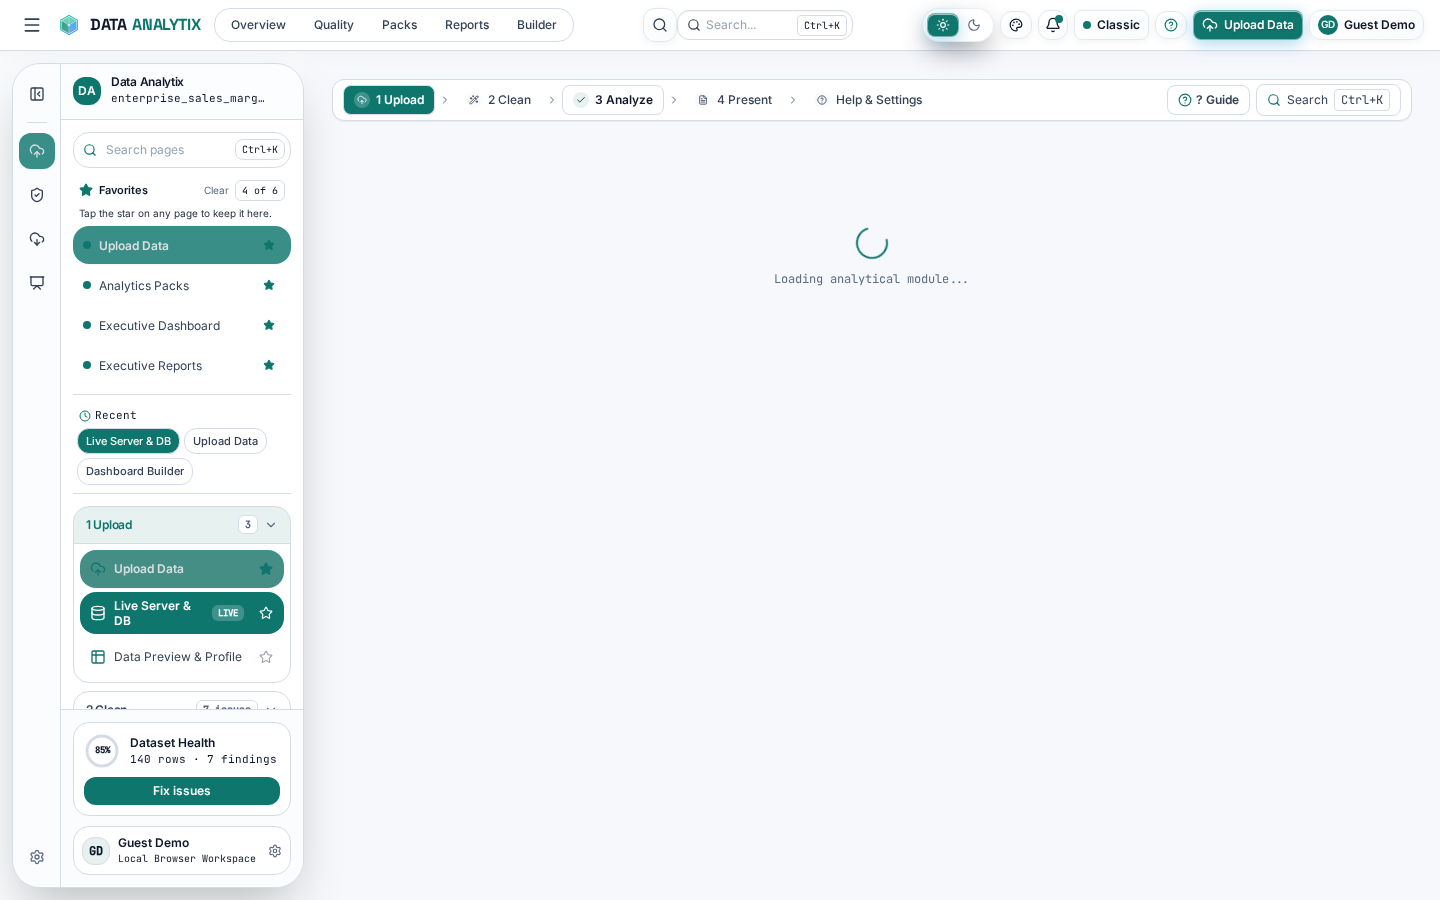 DATA ANALYTIX
Overview
Quality
Packs
Reports
Builder
Search...
Ctrl+K
Classic
Upload Data
GD
Guest Demo
DA
Data Analytix
enterprise_sales_marg…
Search pages
Ctrl+K
Favorites
Clear
4 of 6
Tap the star on any page to keep it here.
Upload Data
Analytics Packs
Executive Dashboard
Executive Reports
Recent
Live Server & DB
Upload Data
Dashboard Builder
1 Upload
3
Upload Data
Live Server &
DB
LIVE
Data Preview & Profile
2 Clean
7 issues
85%
Dataset Health
140 rows · 7 findings
Fix issues
GD
Guest Demo
Local Browser Workspace
1 Upload
2 Clean
3 Analyze
4 Present
Help & Settings
? Guide
Search
Ctrl+K
Loading analytical module...